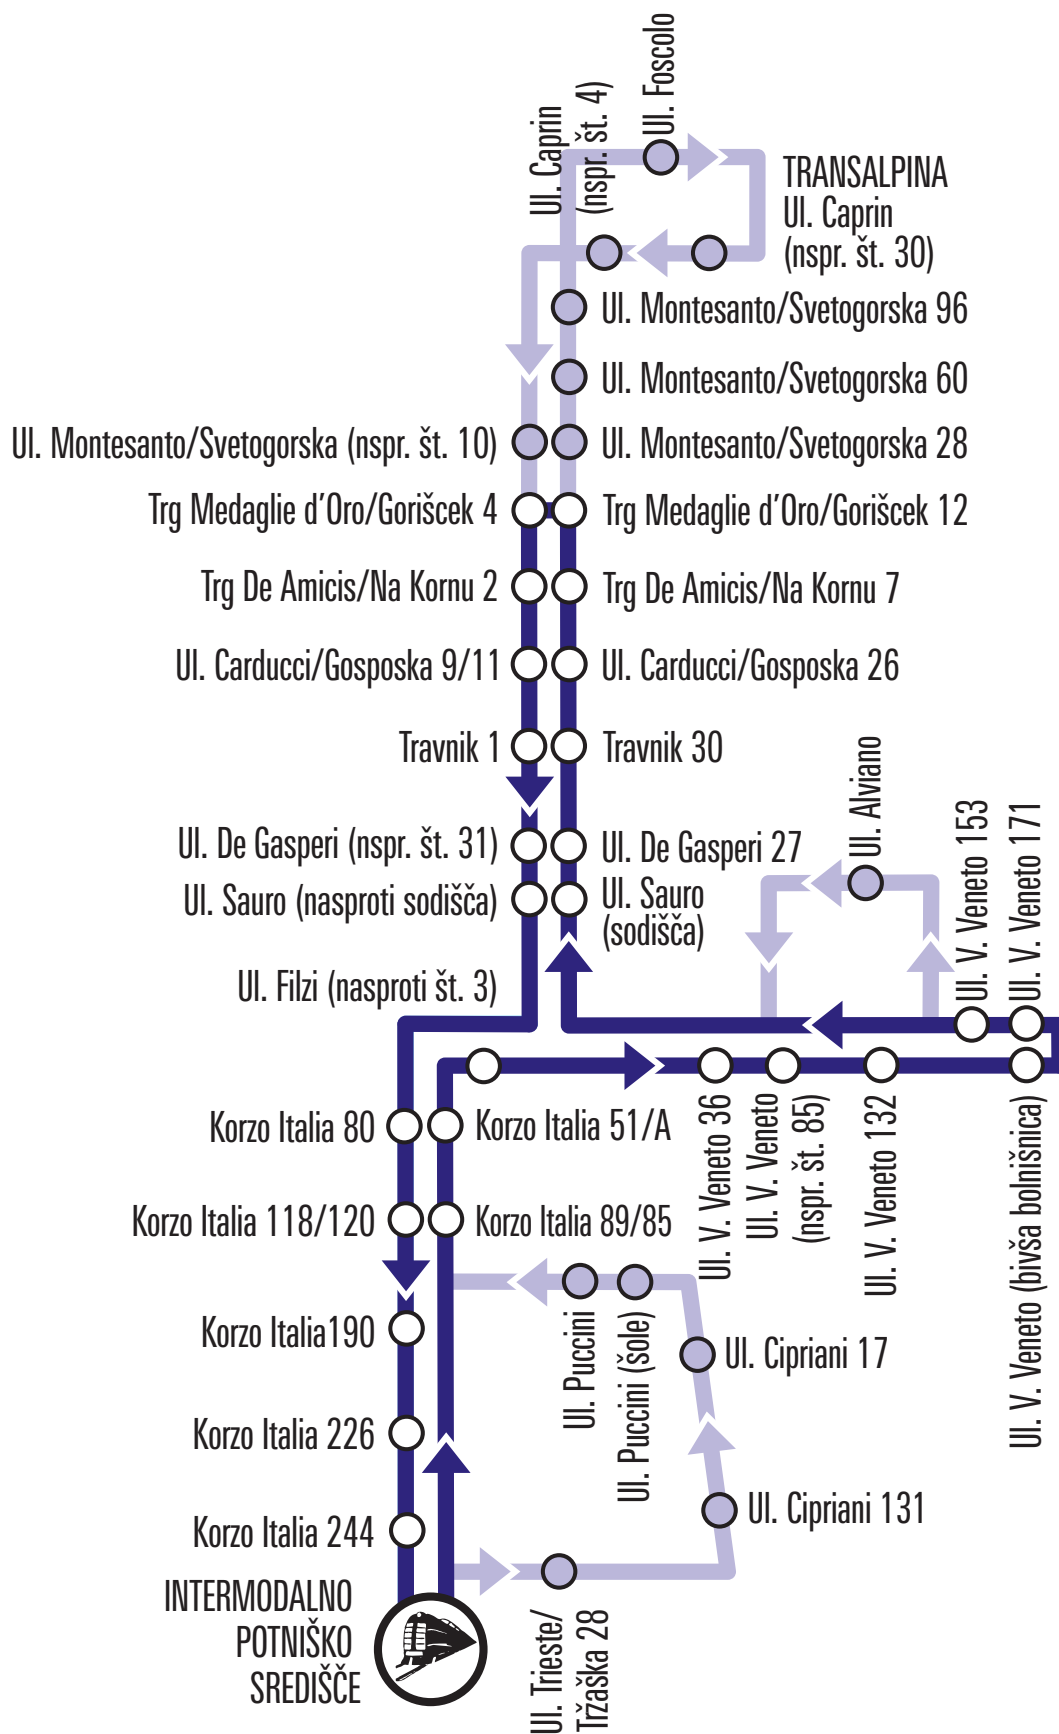 Ul. Foscolo
Ul. Caprin
(nspr. št. 4)
TRANSALPINA
Ul. Caprin
(nspr. št. 30)
Ul. Montesanto/Svetogorska 96
Ul. Montesanto/Svetogorska 60
Ul. Montesanto/Svetogorska (nspr. št. 10)
Ul. Montesanto/Svetogorska 28
Trg Medaglie d’Oro/Gorišcek 4
Trg Medaglie d’Oro/Gorišcek 12
Trg De Amicis/Na Kornu 2
Trg De Amicis/Na Kornu 7
Ul. Carducci/Gosposka 9/11
Ul. Carducci/Gosposka 26
Travnik 1
Travnik 30
Ul. De Gasperi (nspr. št. 31)
Ul. De Gasperi 27
Ul. Sauro (nasproti sodišča)
Ul. Sauro
(sodišča)
Ul. Alviano
Ul. V. Veneto 153
Ul. V. Veneto 171
Ul. Filzi (nasproti št. 3)
Korzo Italia 80
Korzo Italia 51/A
Ul. V. Veneto 36
Ul. V. Veneto
(nspr. št. 85)
Ul. V. Veneto 132
Ul. V. Veneto (bivša bolnišnica)
Korzo Italia 118/120
Korzo Italia 89/85
Korzo Italia190
Ul. Puccini
Ul. Puccini (šole)
Ul. Cipriani 17
Korzo Italia 226
Ul. Cipriani 131
Korzo Italia 244
INTERMODALNO
POTNIŠKO
SREDIŠČE
Ul. Trieste/
Tržaška 28